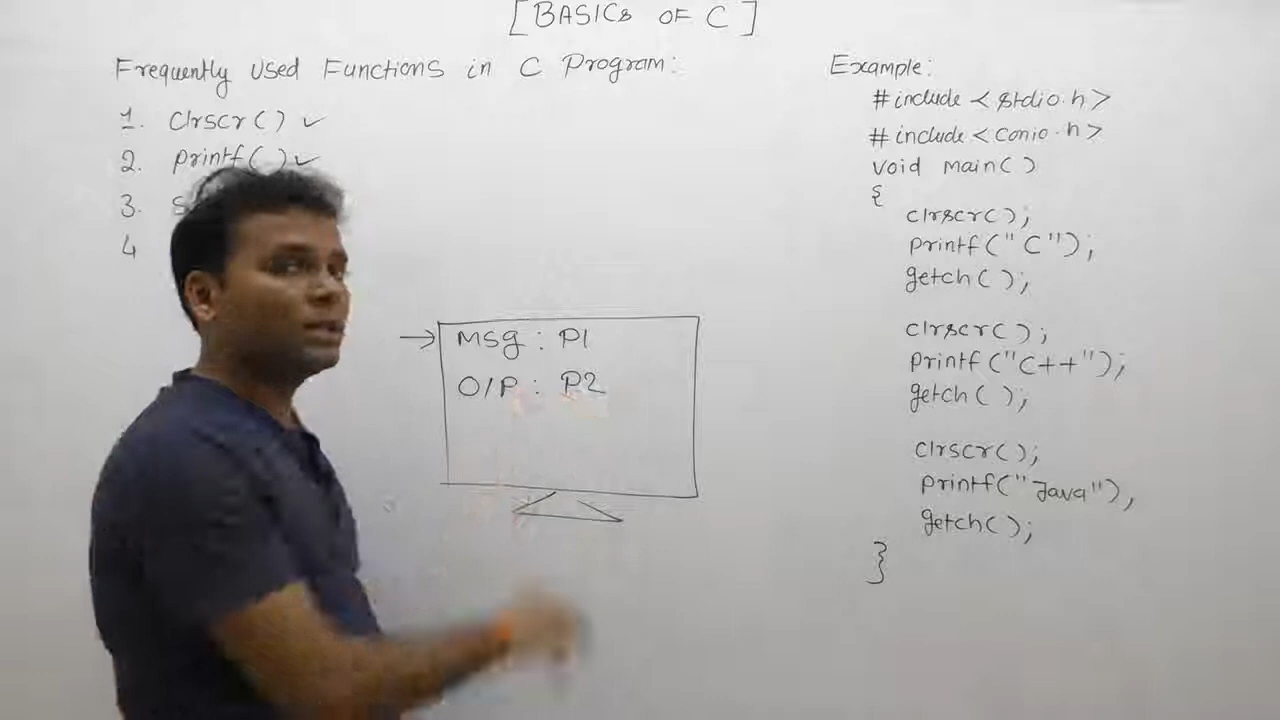 [BASICs OF C]
Frequently Used Functions in C Program:
1. Clrscr() ✓
2. printf() ✓
3. S
4
MSg : P1
O/P : P2
Example:
#include <stdio.h>
#include <conio.h>
void main()
{
clrscr();
printf("C");
getch();
clrscr();
printf("C++");
getch();
clrscr();
printf("Java"),
getch();
}